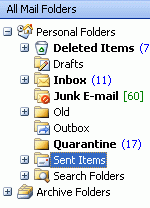 All Mail Folders
Personal Folders
Deleted Items (7
Drafts
Inbox (11)
Junk E-mail [60]
Old
Outbox
Quarantine (17)
Sent Items
Search Folders
Archive Folders